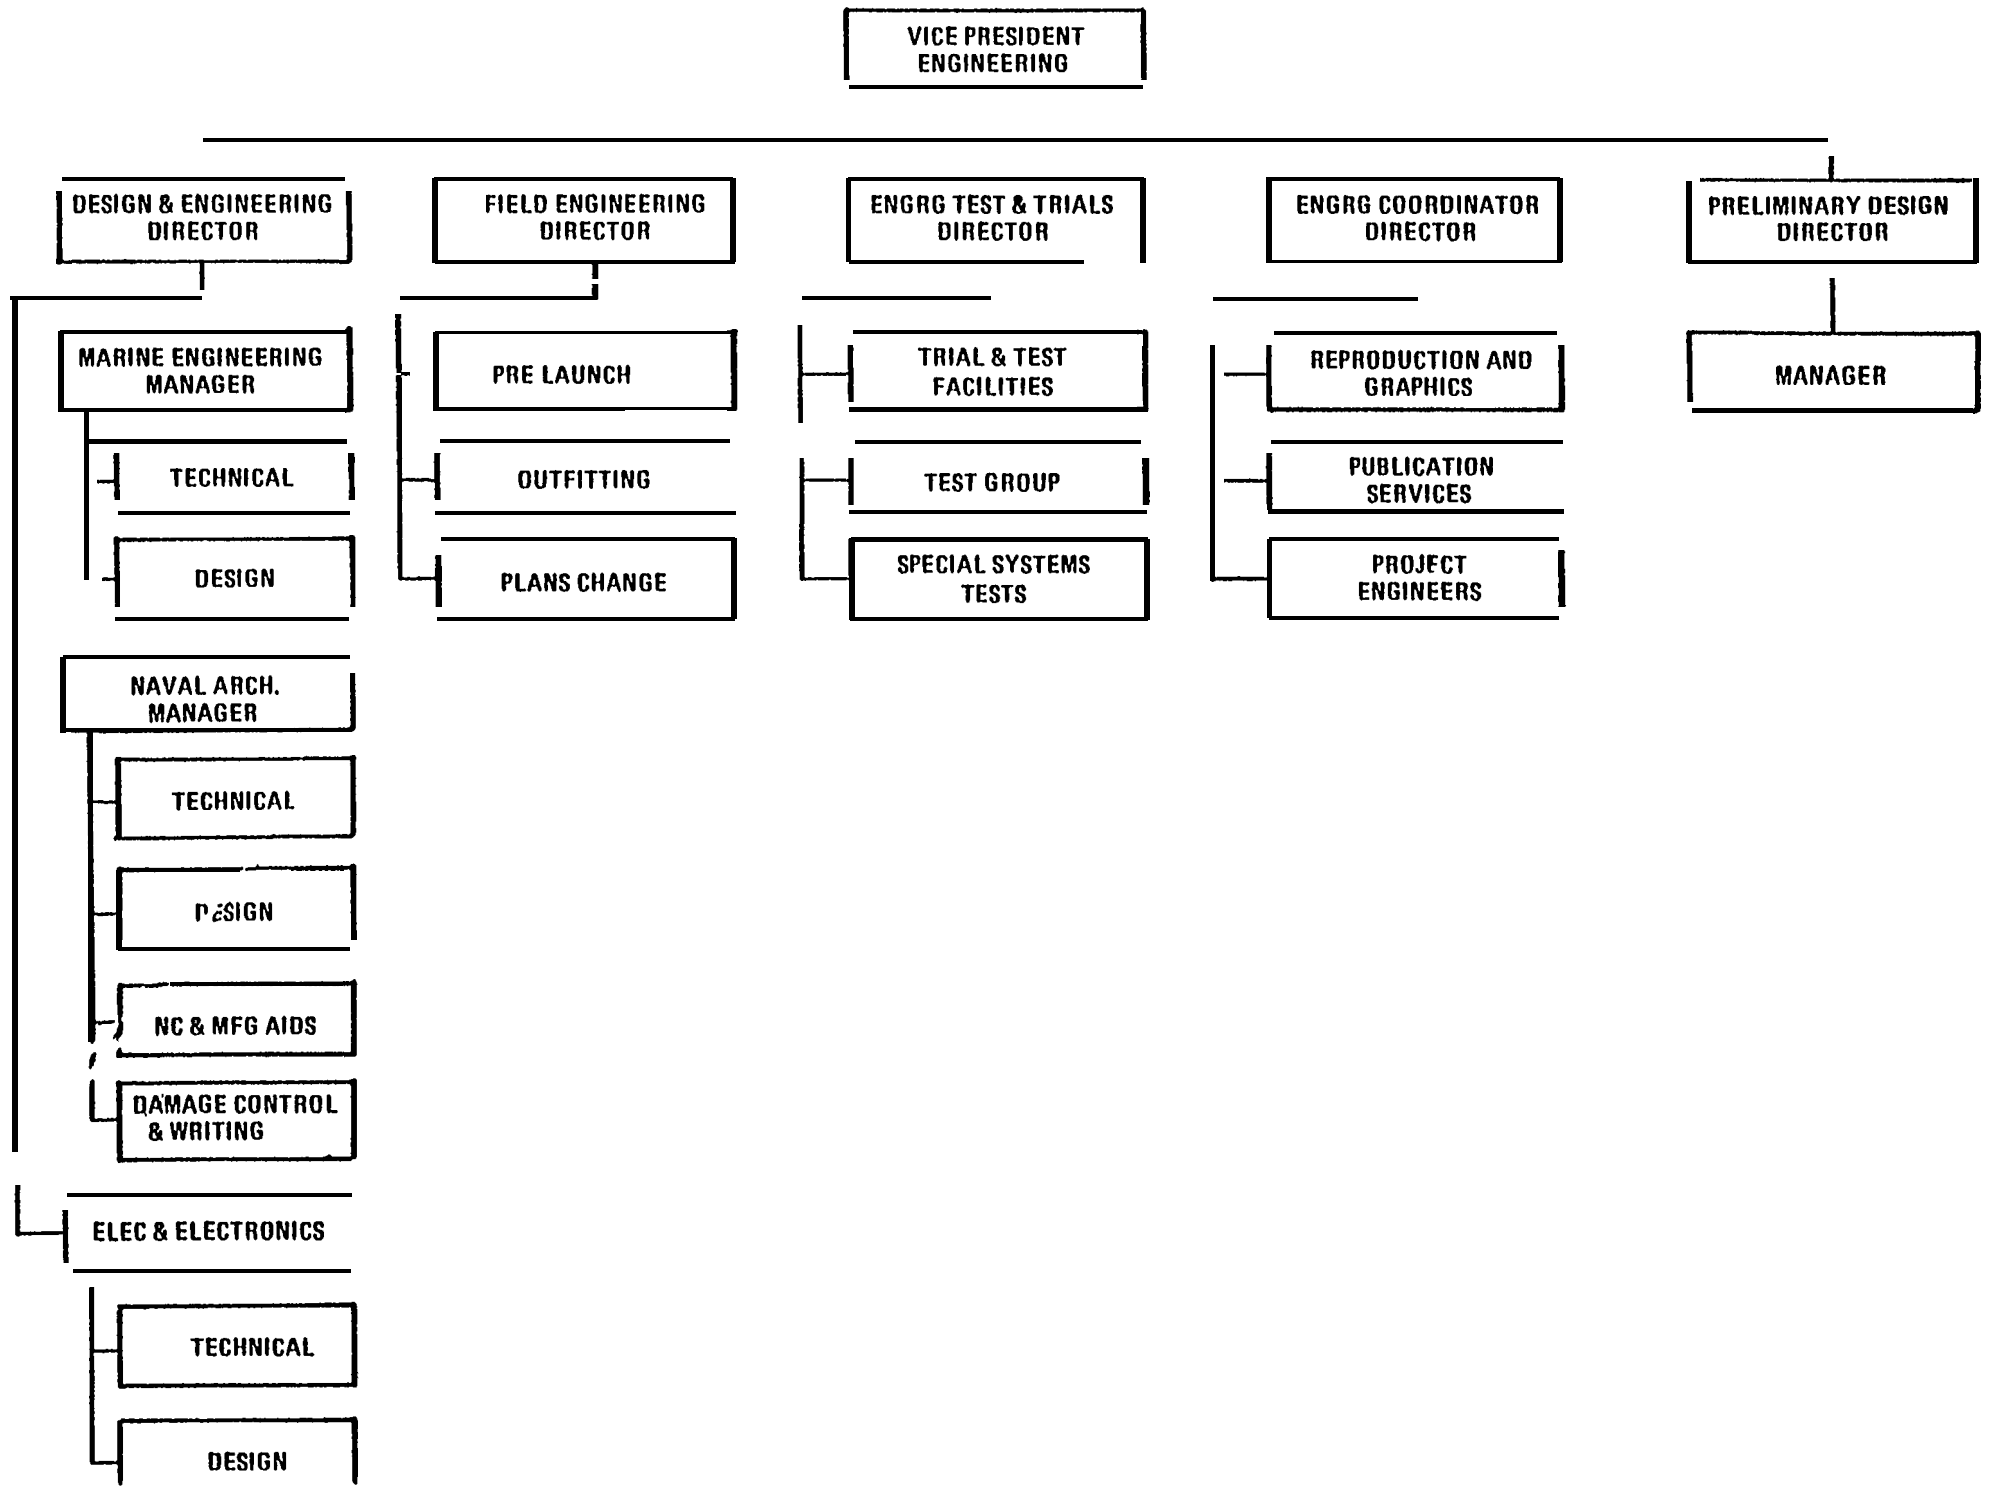 VICE PRESIDENT
ENGINEERING
DESIGN & ENGINEERING
DIRECTOR
FIELD ENGINEERING
DIRECTOR
ENGRG TEST & TRIALS
DIRECTOR
ENGRG COORDINATOR
DIRECTOR
PRELIMINARY DESIGN
DIRECTOR
MARINE ENGINEERING
MANAGER
TECHNICAL
DESIGN
NAVAL ARCH.
MANAGER
TECHNICAL
DESIGN
NC & MFG AIDS
DAMAGE CONTROL
& WRITING
ELEC & ELECTRONICS
TECHNICAL
DESIGN
PRE LAUNCH
OUTFITTING
PLANS CHANGE
TRIAL & TEST
FACILITIES
TEST GROUP
SPECIAL SYSTEMS
TESTS
REPRODUCTION AND
GRAPHICS
PUBLICATION
SERVICES
PROJECT
ENGINEERS
MANAGER